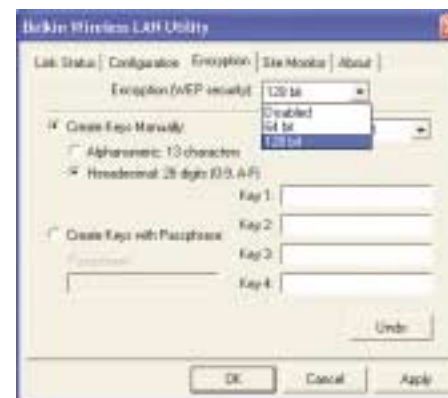 Belkin Wireless LAN Utility
Link Status Configuration Encryption Site Monitor About
Encryption (WEP security): 128 bit
Disabled
64 bit
128 bit
Create Keys Manually:
Alphanumeric: 13 characters
Hexadecimal: 26 digits (0-9, A-F)
Key 1:
Key 2:
Create Keys with Passphrase
Key 3:
Passphrase:
Key 4:
Undo
OK Cancel Apply